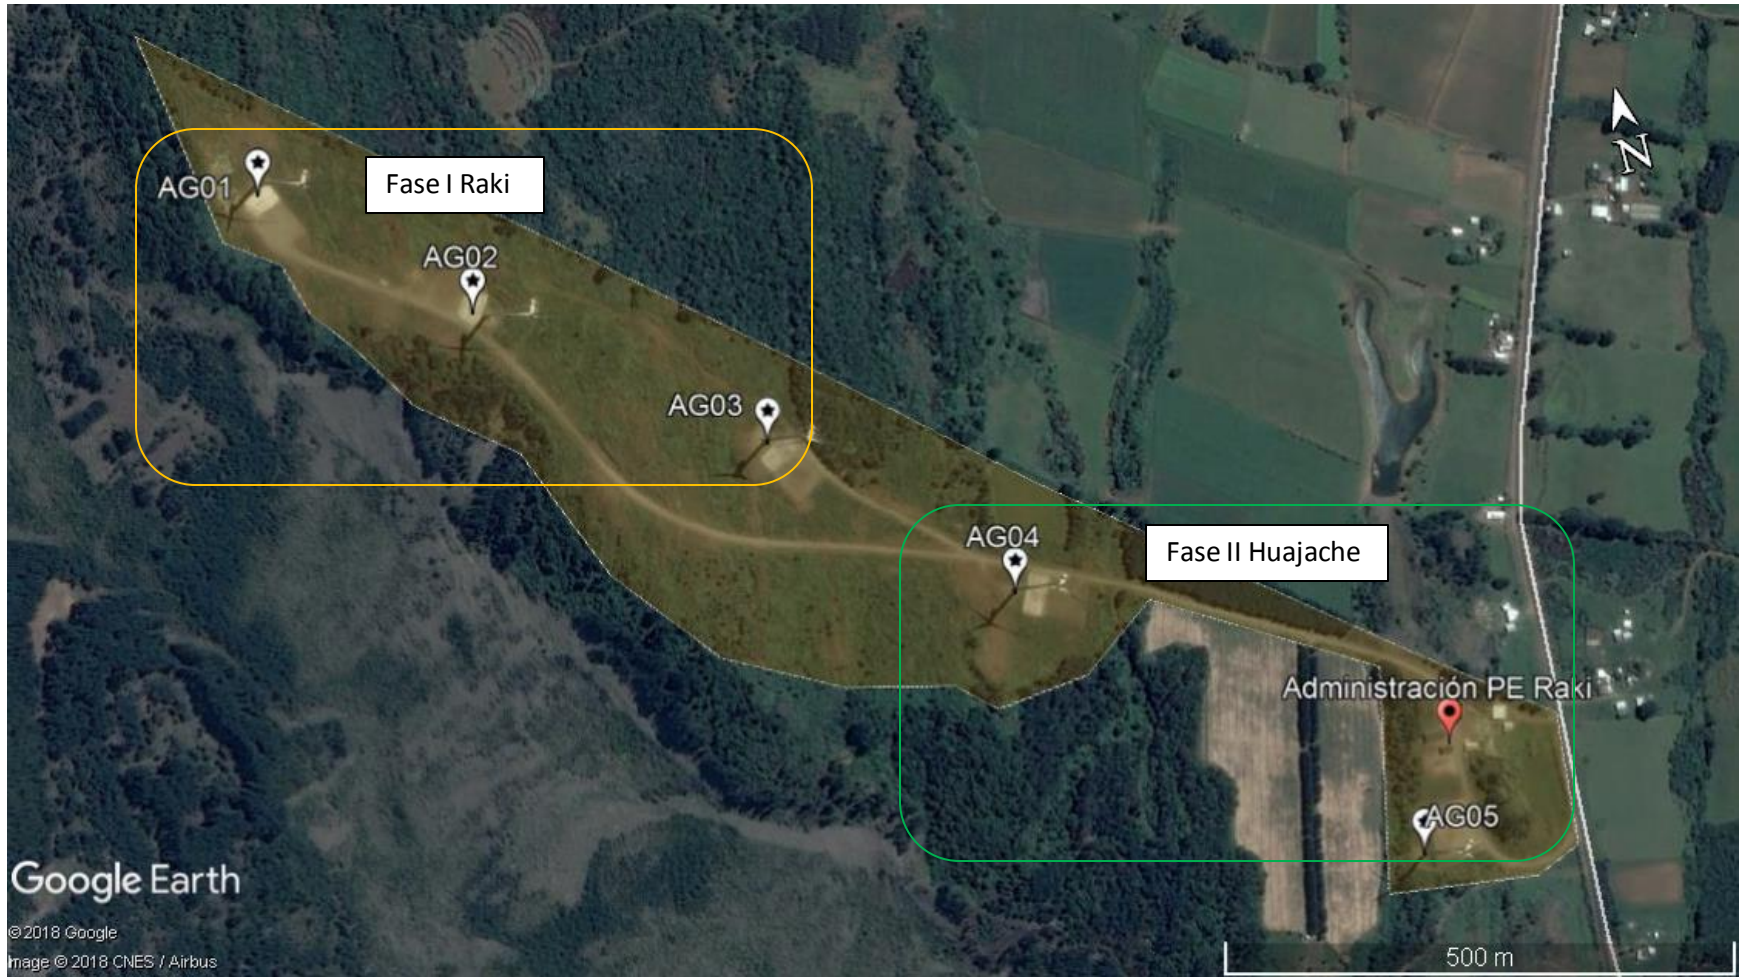 AG01
Fase I Raki
AG02
AG03
AG04
Fase II Huajache
Administración PE Raki
AG05
N
Google Earth
©2018 Google
Image © 2018 CNES / Airbus
500 m